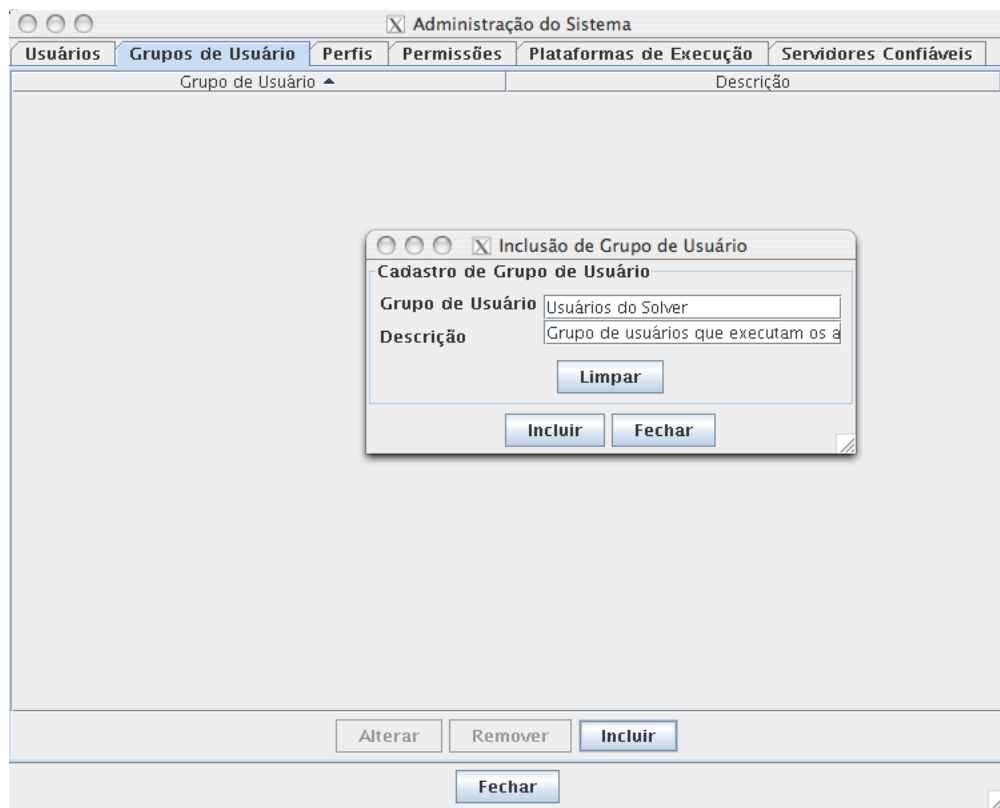 Administração do Sistema
Usuários Grupos de Usuário Perfis Permissões Plataformas de Execução Servidores Confiáveis
Grupo de Usuário Descrição
Inclusão de Grupo de Usuário
Cadastro de Grupo de Usuário
Grupo de Usuário Usuários do Solver
Descrição Grupo de usuários que executam os a
Limpar
Incluir Fechar
Alterar Remover Incluir
Fechar